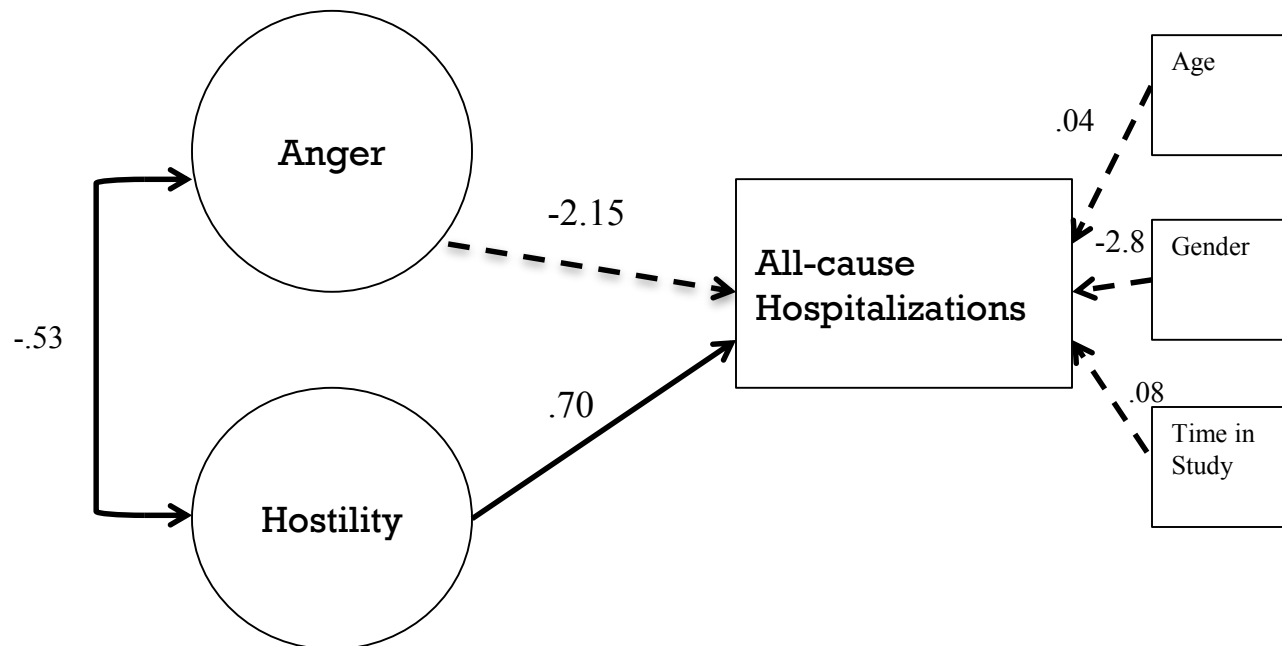 Age
.04
Anger
-2.15
-2.8
Gender
All-cause
Hospitalizations
-.53
.70
.08
Time in
Study
Hostility